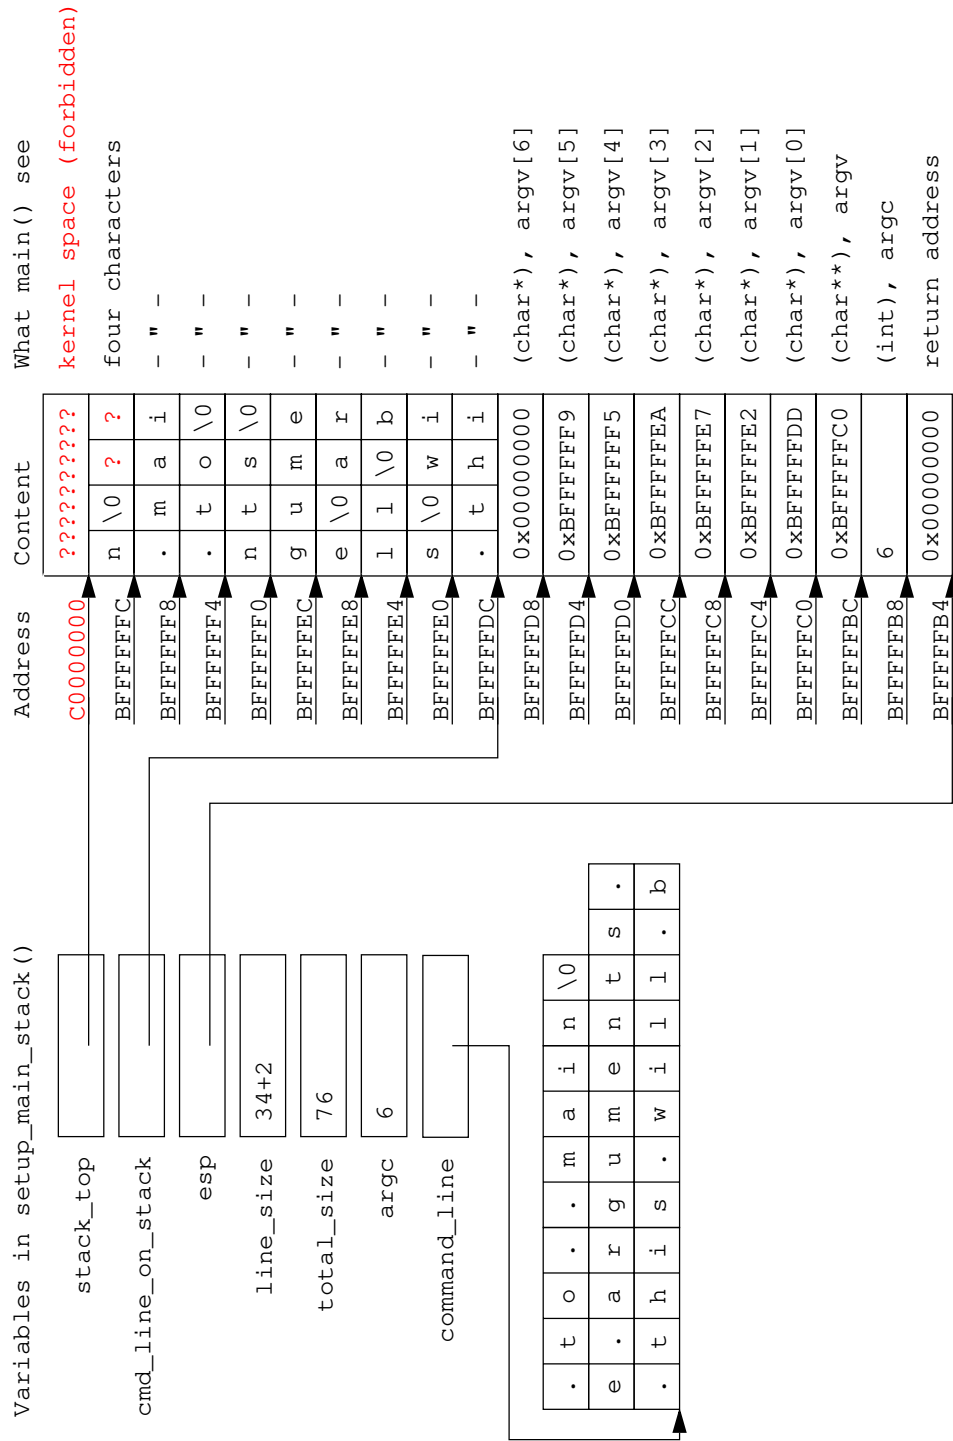 Variables in setup_main_stack()
Address Content What main() see
stack_top
cmd_line_on_stack
esp
line_size 34+2
total_size 76
argc 6
command_line
C0000000 ?????????? kernel space (forbidden)
BFFFFFFC n \0 ? ? four characters
BFFFFFF8 . m a i - " -
BFFFFFF4 . t o \0 - " -
BFFFFFF0 n t s \0 - " -
BFFFFFEC g u m e - " -
BFFFFFE8 e \0 a r - " -
BFFFFFE4 l l \0 b - " -
BFFFFFE0 s \0 w i - " -
BFFFFFDC . t h i - " -
BFFFFFD8 0x00000000 (char*), argv[6]
BFFFFFD4 0xBFFFFFF9 (char*), argv[5]
BFFFFFD0 0xBFFFFFF5 (char*), argv[4]
BFFFFFCC 0xBFFFFFEA (char*), argv[3]
BFFFFFC8 0xBFFFFFE7 (char*), argv[2]
BFFFFFC4 0xBFFFFFE2 (char*), argv[1]
BFFFFFC0 0xBFFFFFDD (char*), argv[0]
BFFFFFBC 0xBFFFFFC0 (char**), argv
BFFFFFB8 6 (int), argc
BFFFFFB4 0x00000000 return address
. t o . . m a i n \0
e . a r g u m e n t s .
. t h i s . w i l l . b